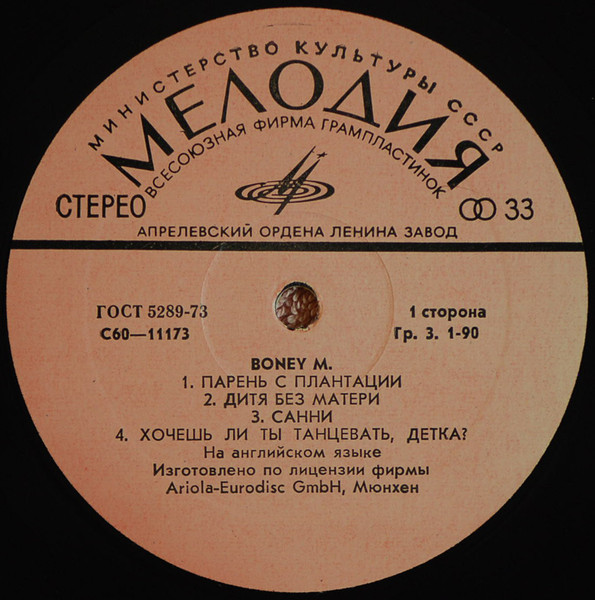 МИНИСТЕРСТВО КУЛЬТУРЫ СССР
МЕЛОДИЯ
ВСЕСОЮЗНАЯ ФИРМА ГРАМПЛАСТИНОК
СТЕРЕО
33
АПРЕЛЕВСКИЙ ОРДЕНА ЛЕНИНА ЗАВОД
ГОСТ 5289-73
С60—11173
1 сторона
Гр. 3. 1-90
BONEY M.
1. ПАРЕНЬ С ПЛАНТАЦИИ
2. ДИТЯ БЕЗ МАТЕРИ
3. САННИ
4. ХОЧЕШЬ ЛИ ТЫ ТАНЦЕВАТЬ, ДЕТКА?
На английском языке
Изготовлено по лицензии фирмы
Ariola-Eurodisc GmbH, Мюнхен